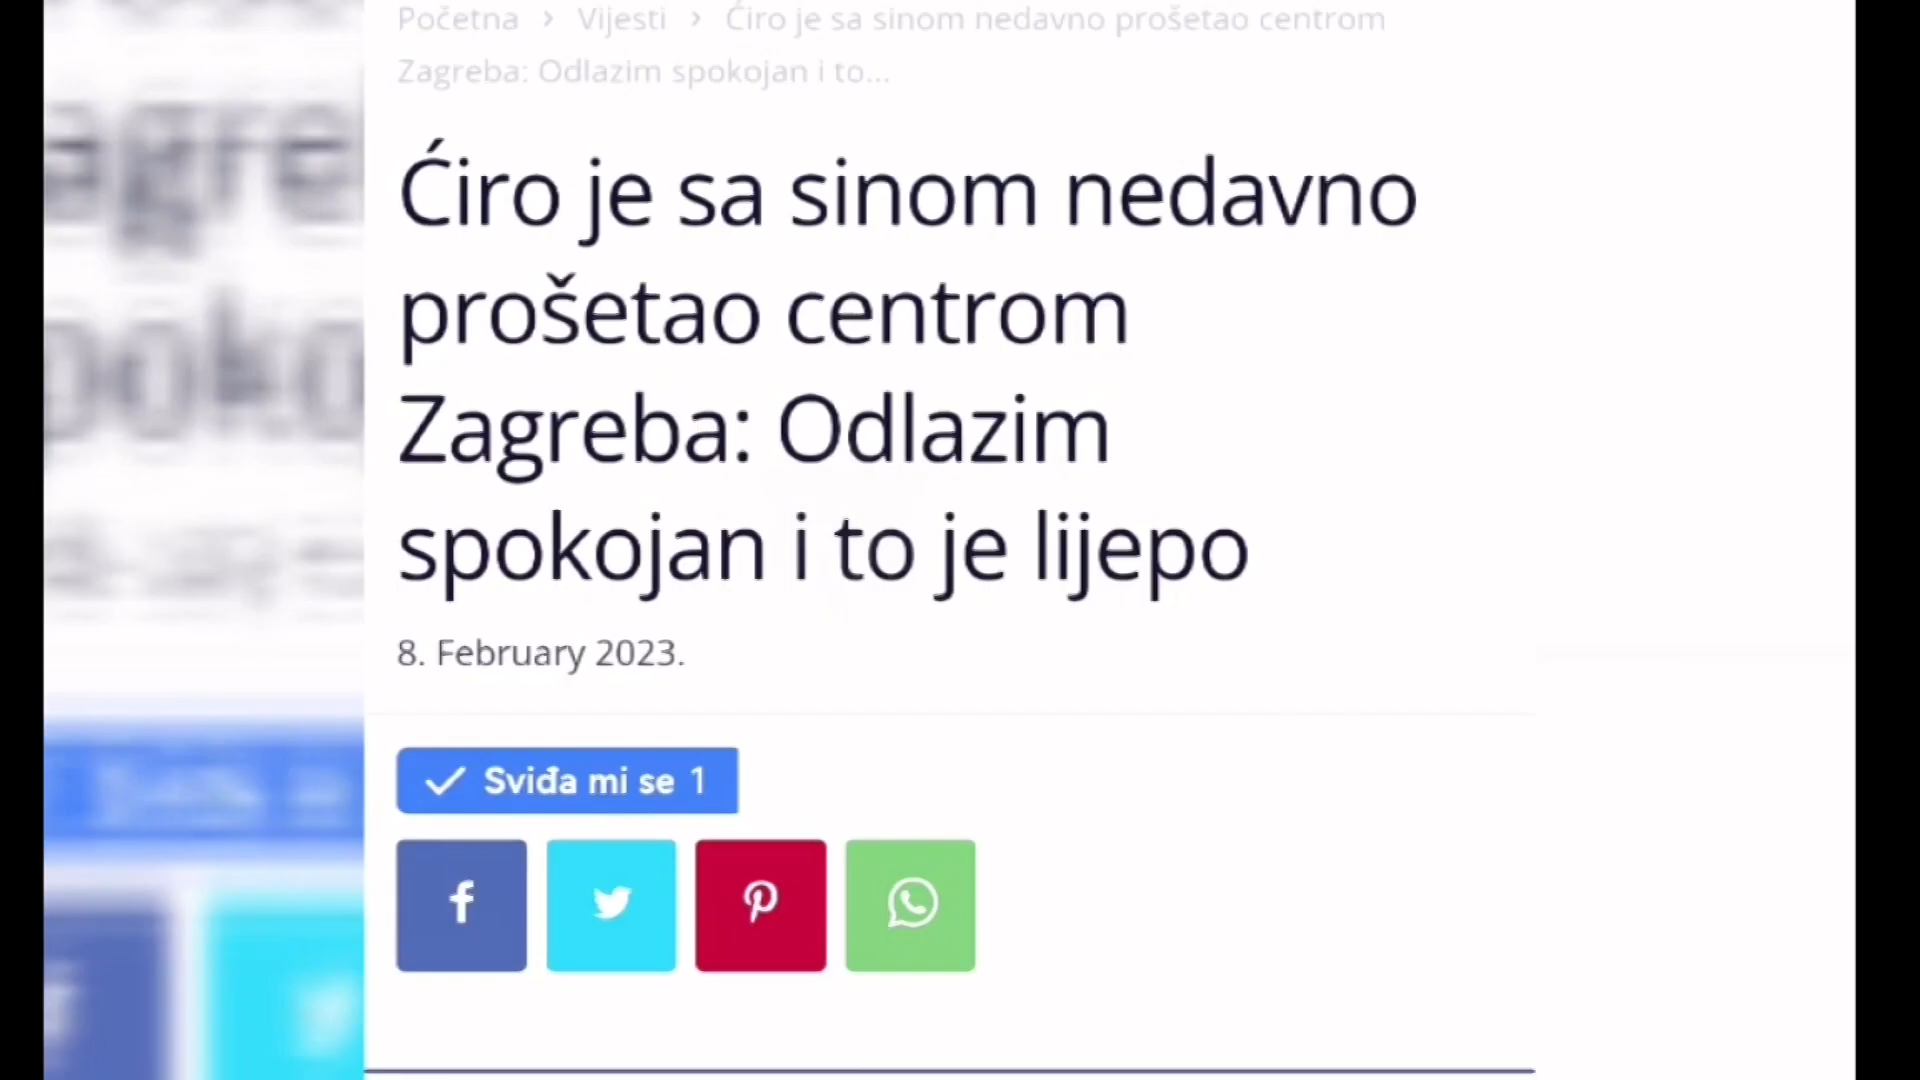 Početna › Vijesti › Ćiro je sa sinom nedavno prošetao centrom
Zagreba: Odlazim spokojan i to...
Ćiro je sa sinom nedavno
prošetao centrom
Zagreba: Odlazim
spokojan i to je lijepo
8. February 2023.
Sviđa mi se 1